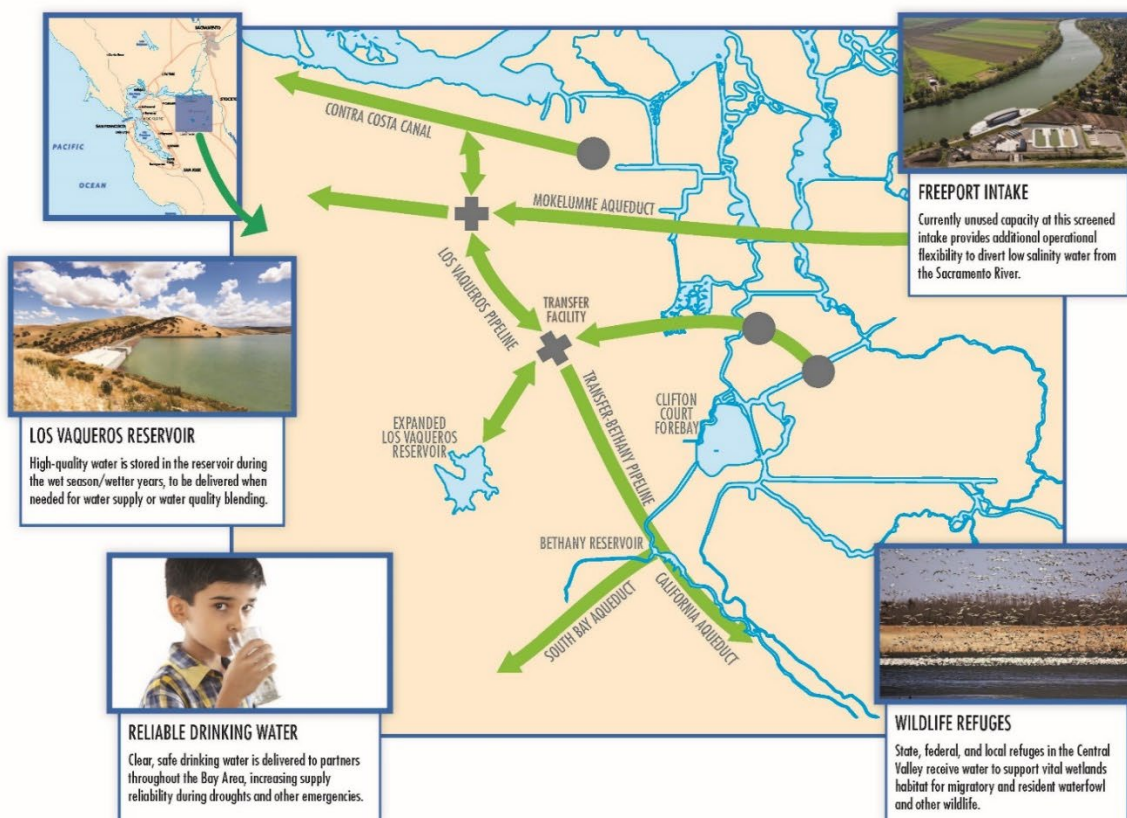 SACRAMENTO
STOCKTON
SAN FRANCISCO
SAN JOSE
PACIFIC
OCEAN
CONTRA COSTA CANAL
MOKELUMNE AQUEDUCT
LOS VAQUEROS PIPELINE
TRANSFER
FACILITY
TRANSFER-BETHANY PIPELINE
CLIFTON
COURT
FOREBAY
EXPANDED
LOS VAQUEROS
RESERVOIR
BETHANY RESERVOIR
SOUTH BAY AQUEDUCT
CALIFORNIA AQUEDUCT
FREEPORT INTAKE
Currently unused capacity at this screened
intake provides additional operational
flexibility to divert low salinity water from
the Sacramento River.
LOS VAQUEROS RESERVOIR
High-quality water is stored in the reservoir during
the wet season/wetter years, to be delivered when
needed for water supply or water quality blending.
RELIABLE DRINKING WATER
Clear, safe drinking water is delivered to partners
throughout the Bay Area, increasing supply
reliability during droughts and other emergencies.
WILDLIFE REFUGES
State, federal, and local refuges in the Central
Valley receive water to support vital wetlands
habitat for migratory and resident waterfowl
and other wildlife.